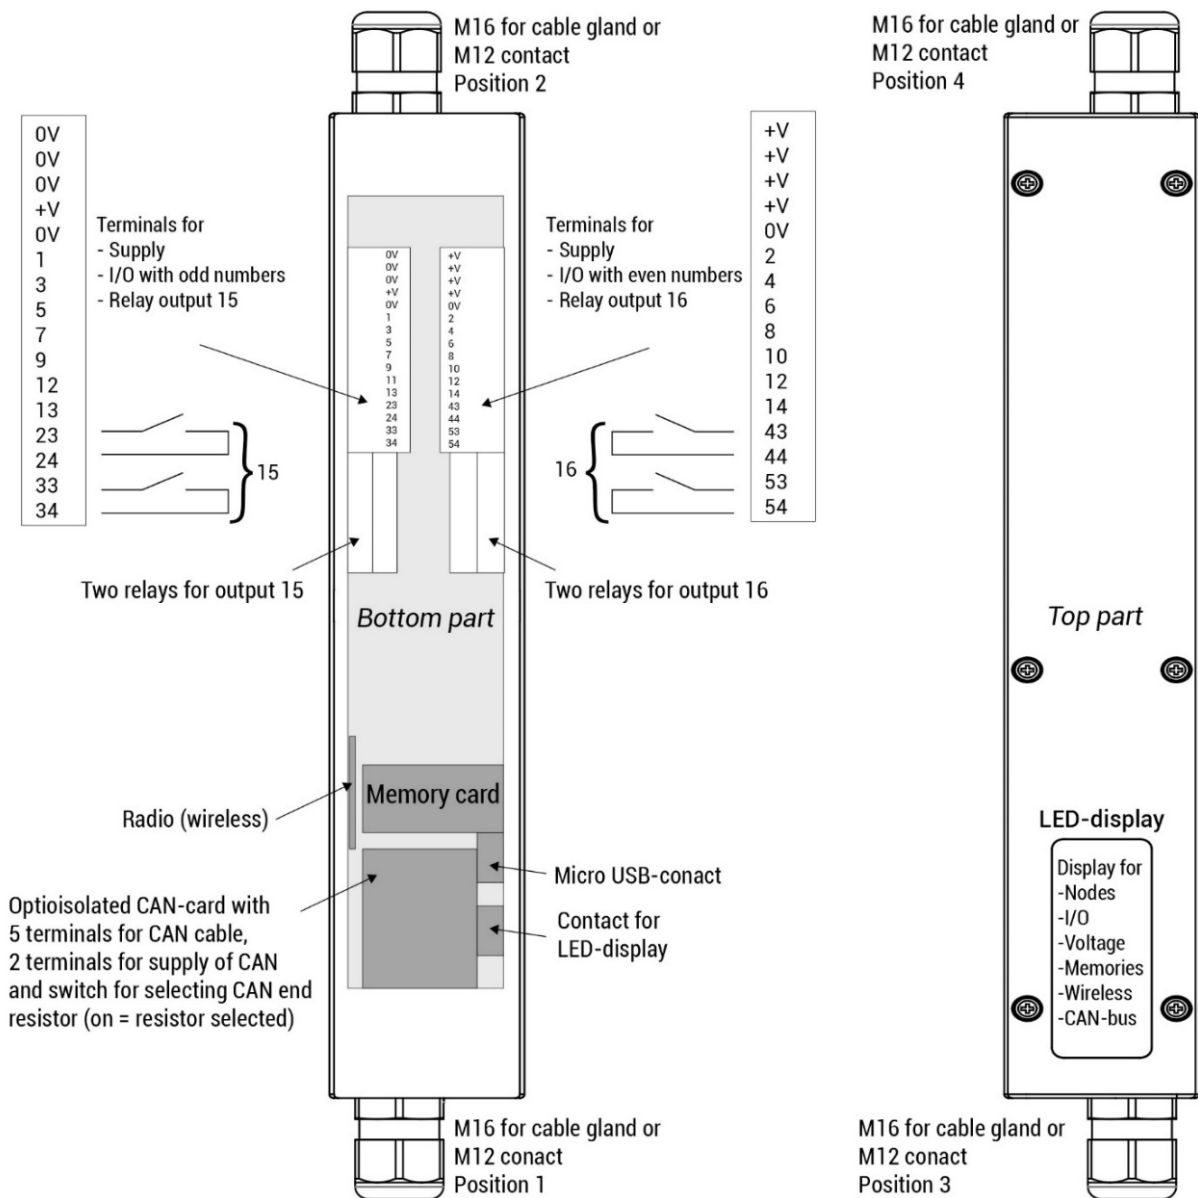 M16 for cable gland or
M12 contact
Position 2
M16 for cable gland or
M12 contact
Position 4
0V
0V
0V
+V
0V
1
3
5
7
9
12
13
23
24
33
34
Terminals for
- Supply
- I/O with odd numbers
- Relay output 15
15
0V
0V
0V
+V
0V
1
3
5
7
9
11
13
23
24
33
34
+V
+V
+V
+V
0V
2
4
6
8
10
12
14
43
44
53
54
Terminals for
- Supply
- I/O with even numbers
- Relay output 16
16
+V
+V
+V
+V
0V
2
4
6
8
10
12
14
43
44
53
54
Two relays for output 15
Two relays for output 16
Bottom part
Top part
Radio (wireless)
Memory card
Micro USB-conact
Contact for
LED-display
Optioisolated CAN-card with
5 terminals for CAN cable,
2 terminals for supply of CAN
and switch for selecting CAN end
resistor (on = resistor selected)
LED-display
Display for
-Nodes
-I/O
-Voltage
-Memories
-Wireless
-CAN-bus
M16 for cable gland or
M12 conact
Position 1
M16 for cable gland or
M12 conact
Position 3